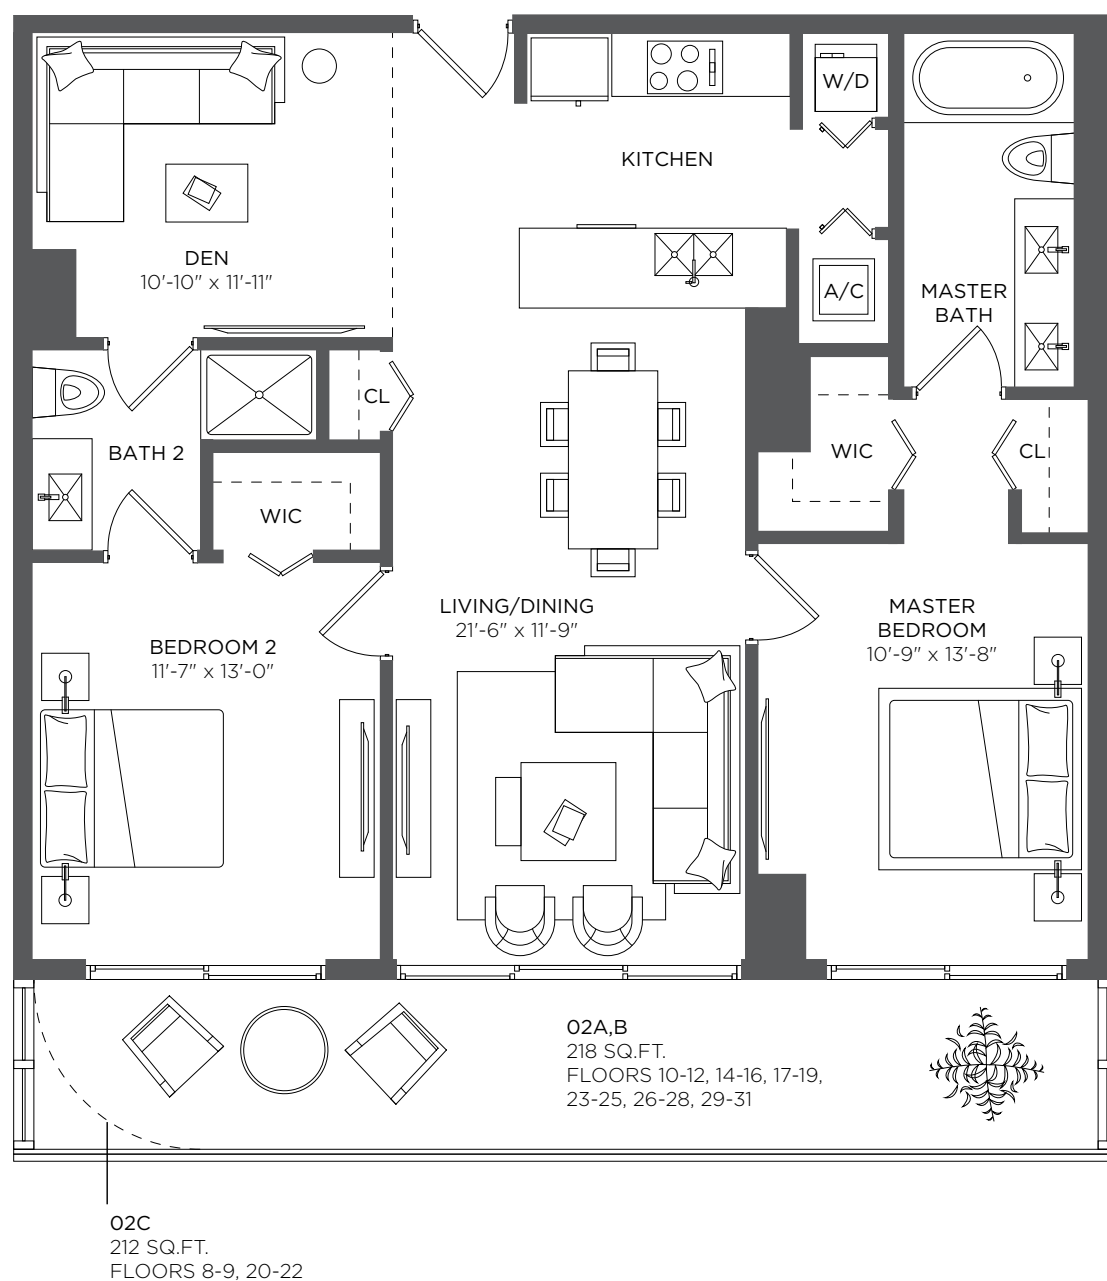 W/D
KITCHEN
DEN
10'-10" x 11'-11"
A/C
MASTER
BATH
CL
BATH 2
WIC
CL
WIC
LIVING/DINING
21'-6" x 11'-9"
MASTER
BEDROOM
10'-9" x 13'-8"
BEDROOM 2
11'-7" x 13'-0"
02A,B
218 SQ.FT.
FLOORS 10-12, 14-16, 17-19,
23-25, 26-28, 29-31
02C
212 SQ.FT.
FLOORS 8-9, 20-22